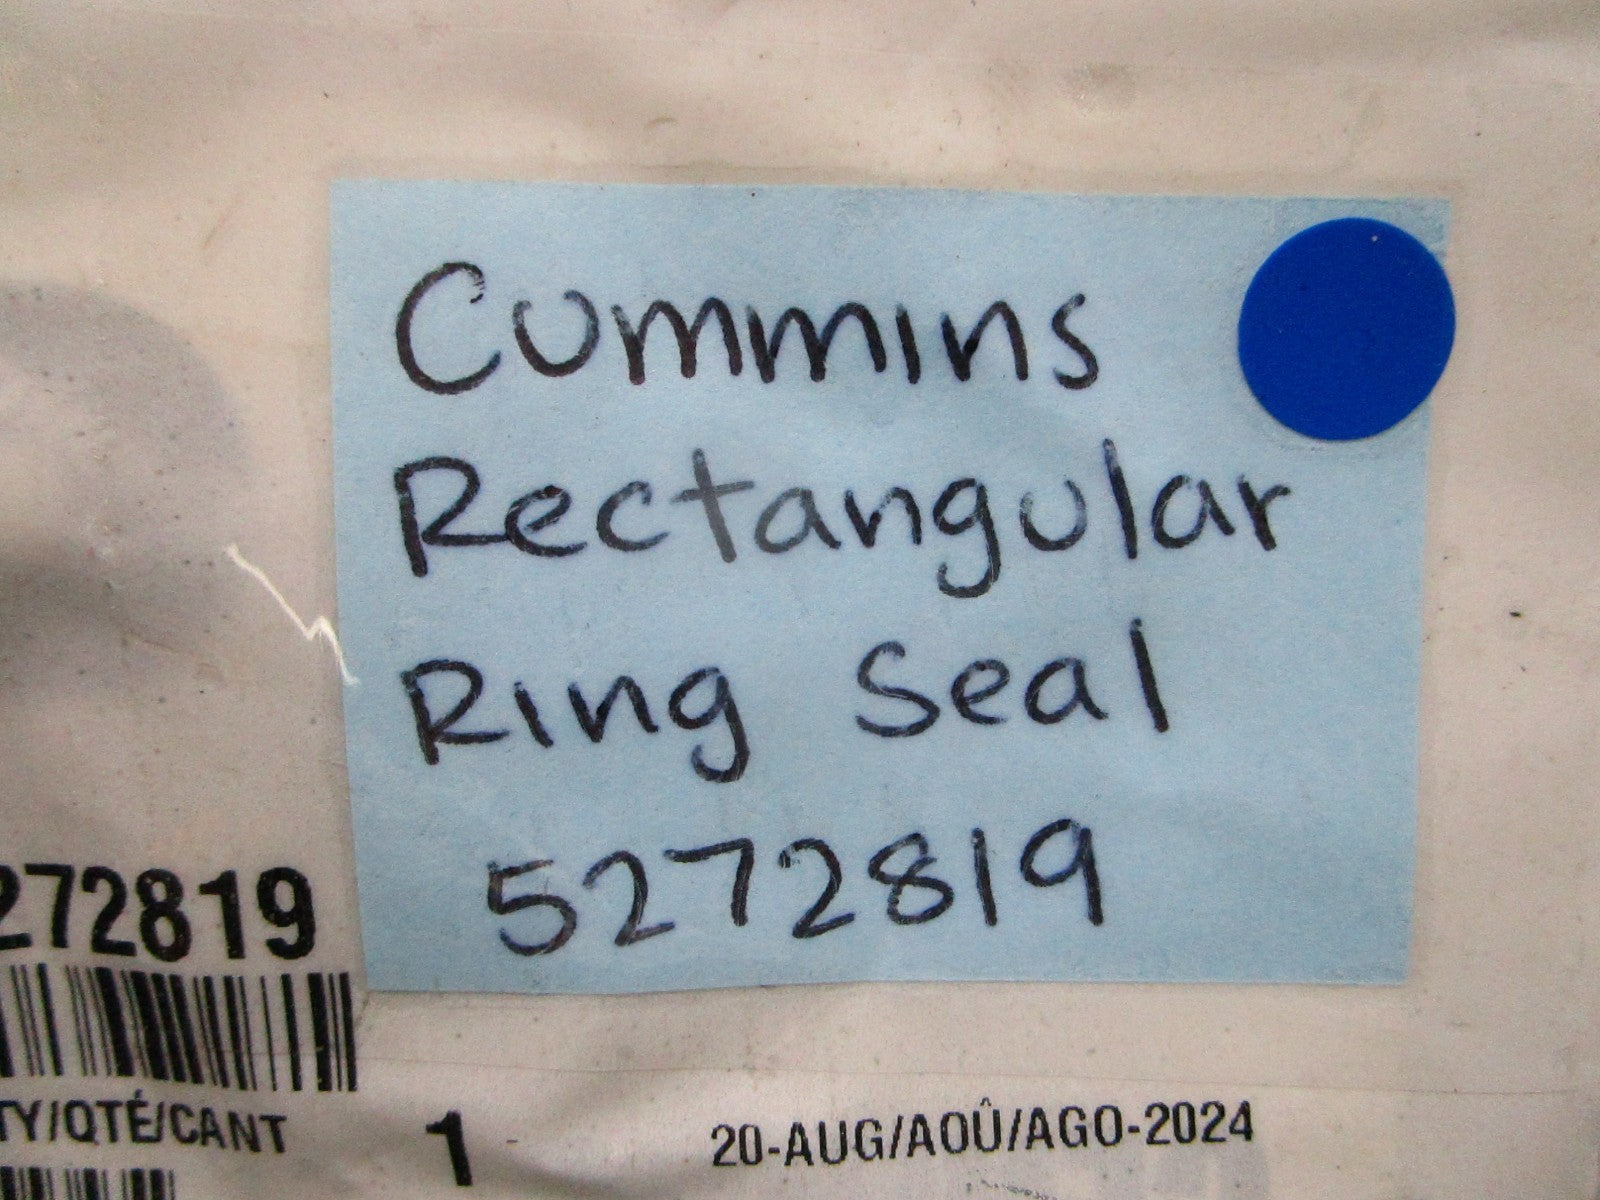 Cummins
Rectangular
Ring Seal
5272819
272819
TY/QTÉ/CANT 1 20-AUG/AOÛ/AGO-2024